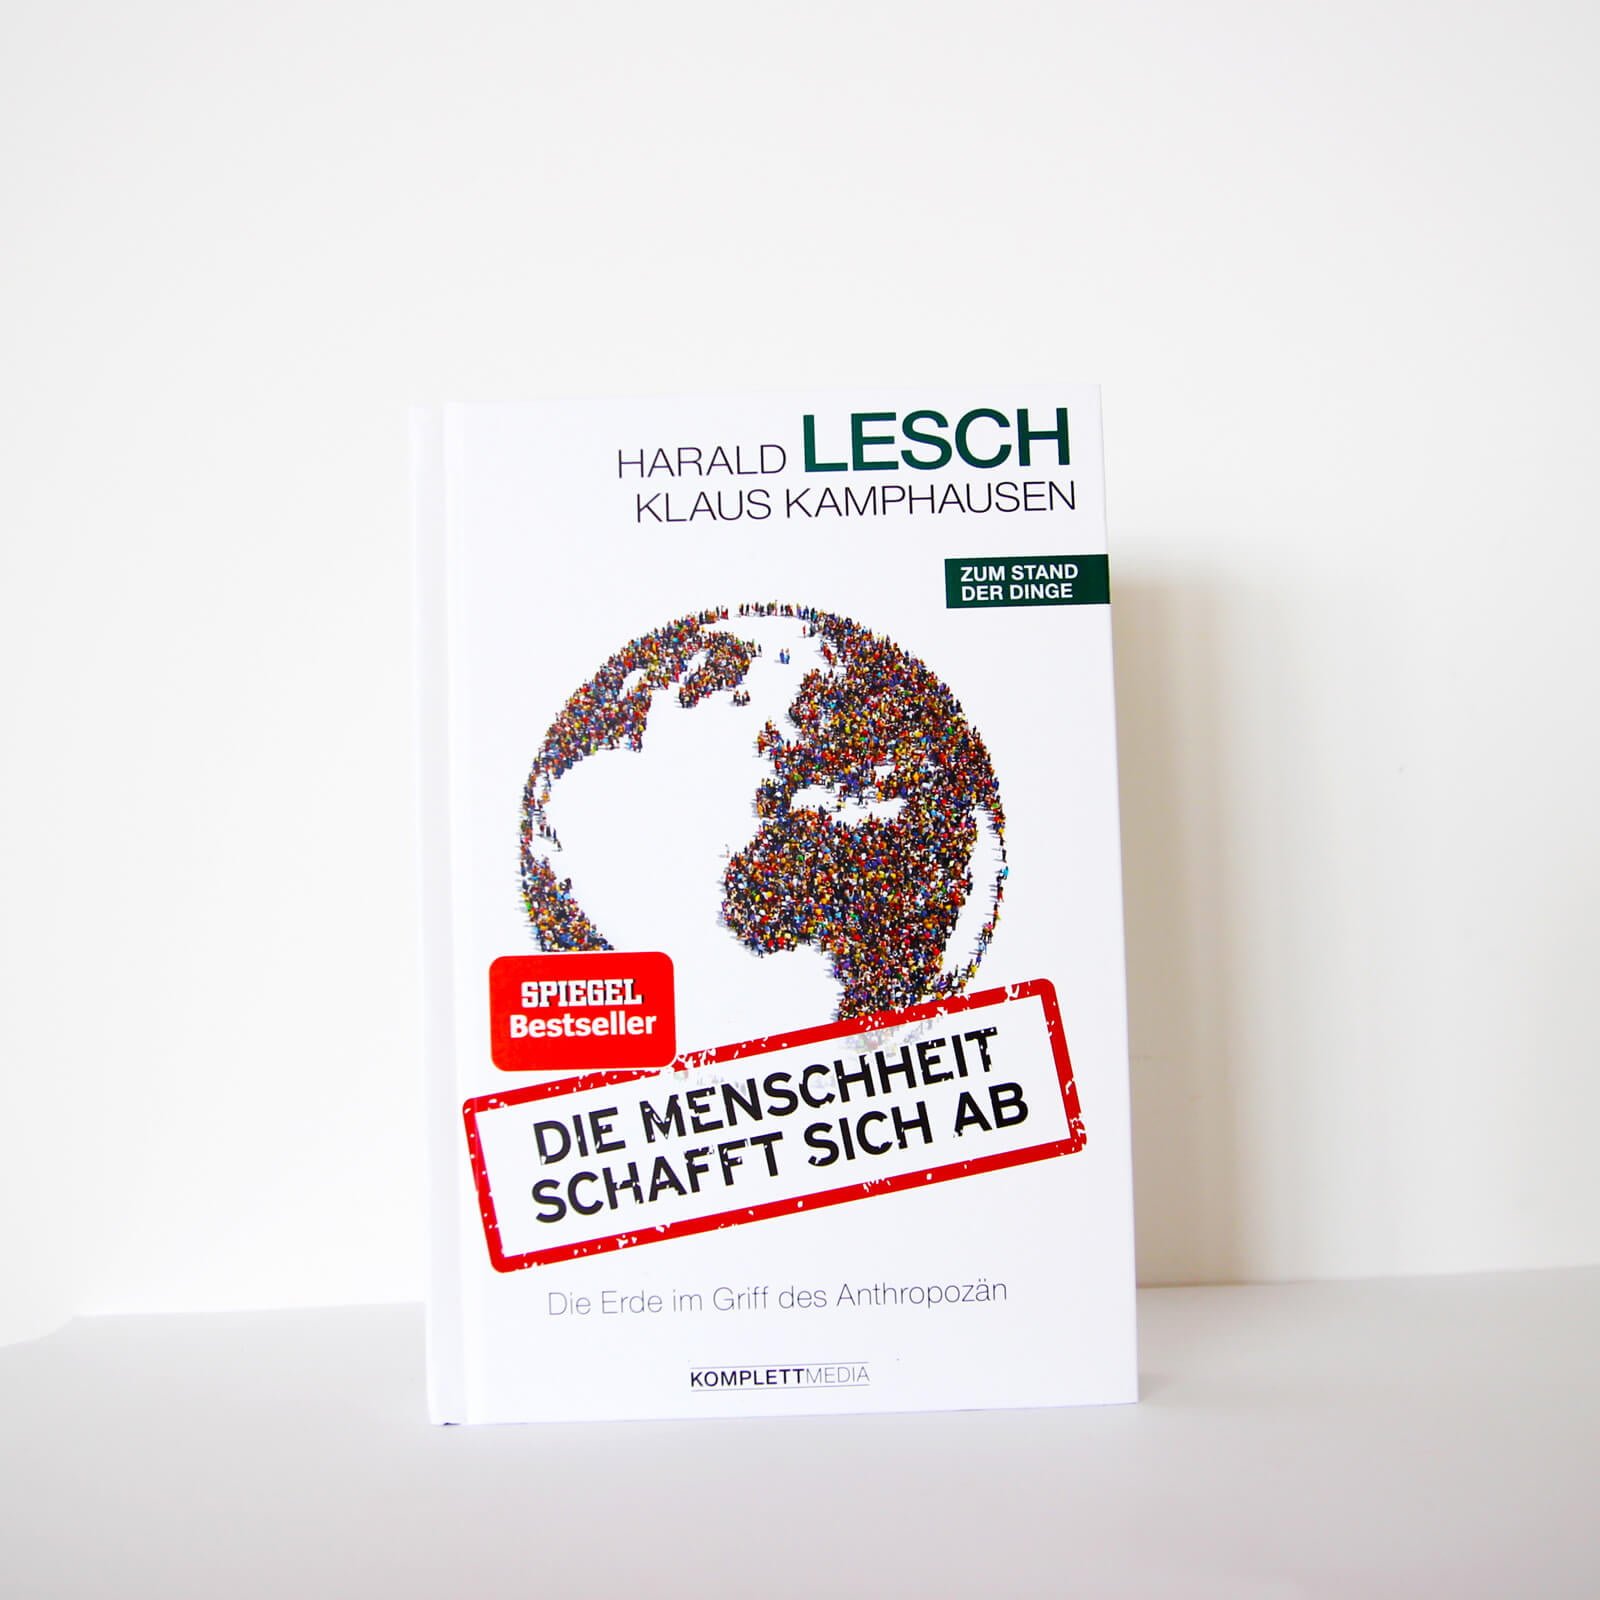 HARALD LESCH
KLAUS KAMPHAUSEN
ZUM STAND
DER DINGE
SPIEGEL
Bestseller
DIE MENSCHHEIT
SCHAFFT SICH AB
Die Erde im Griff des Anthropozän
KOMPLETTMEDIA